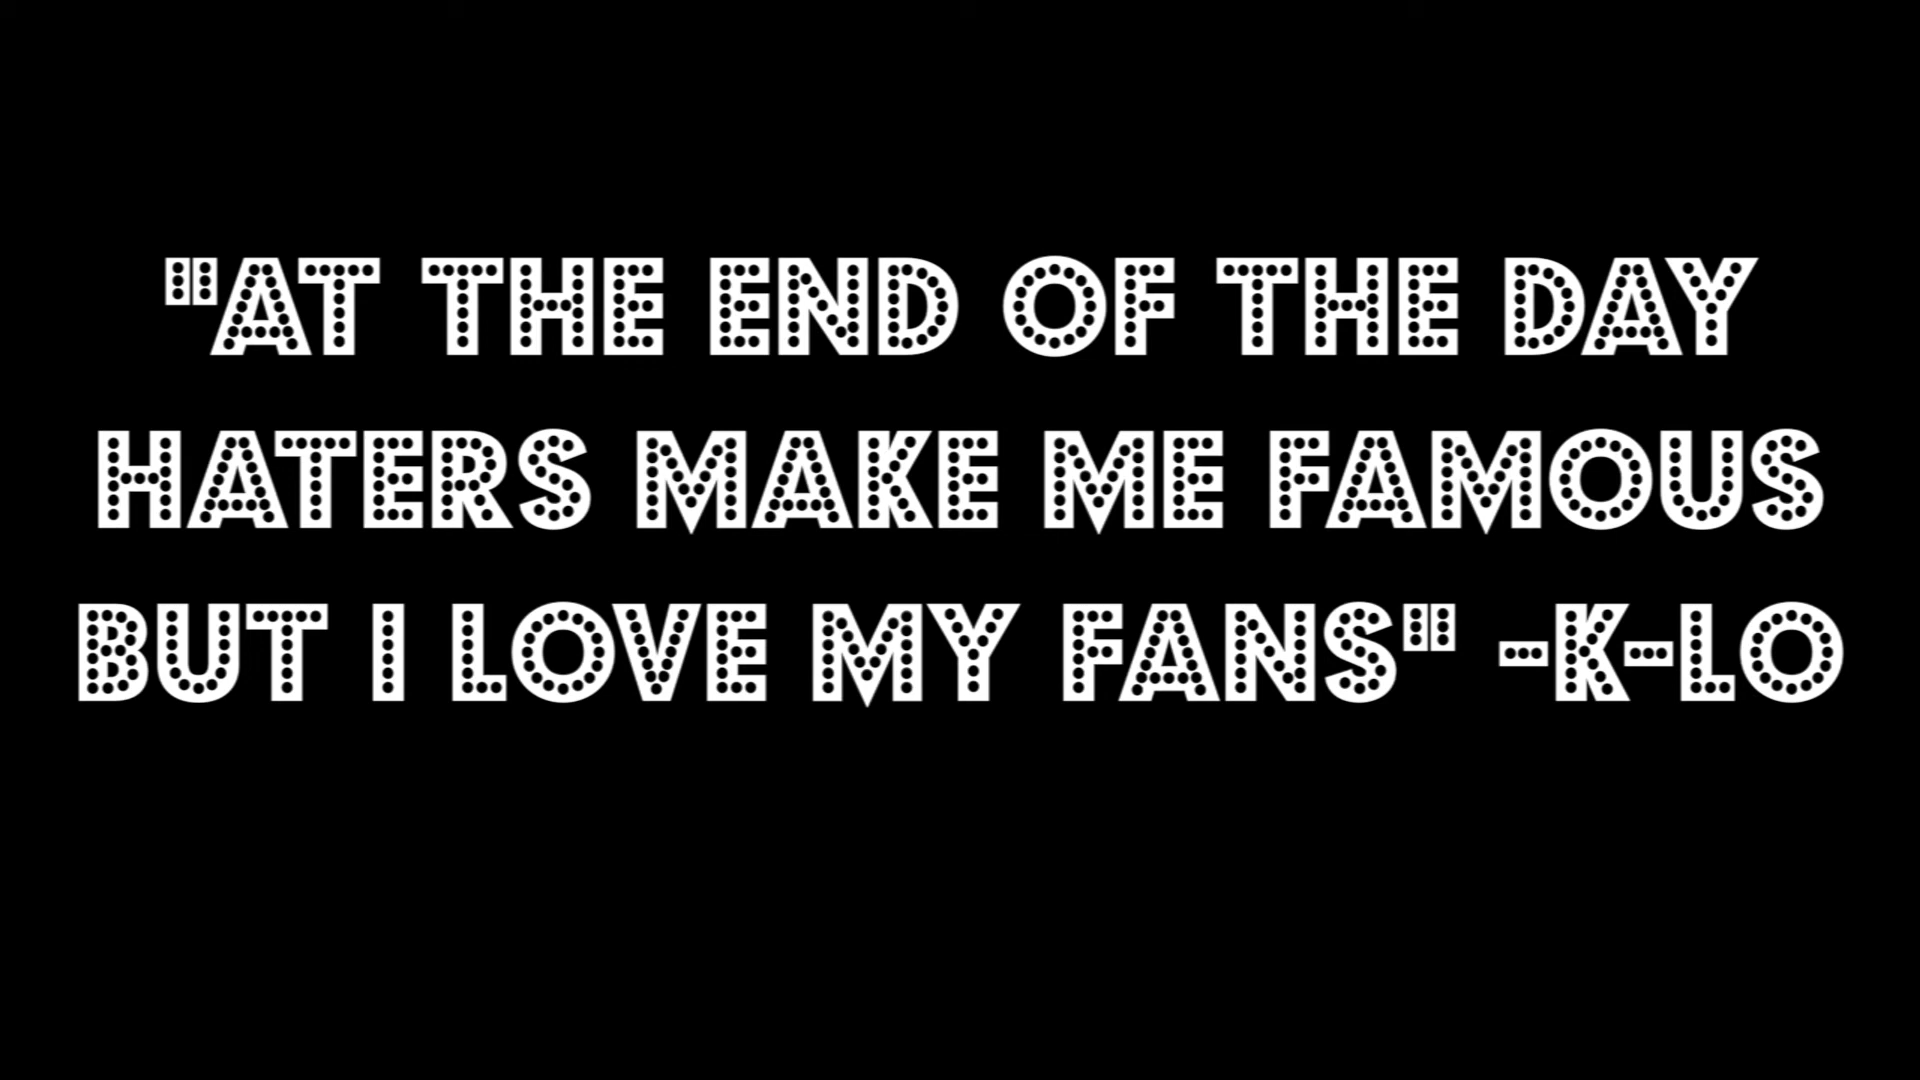 "AT THE END OF THE DAY
HATERS MAKE ME FAMOUS
BUT I LOVE MY FANS" -K-LO